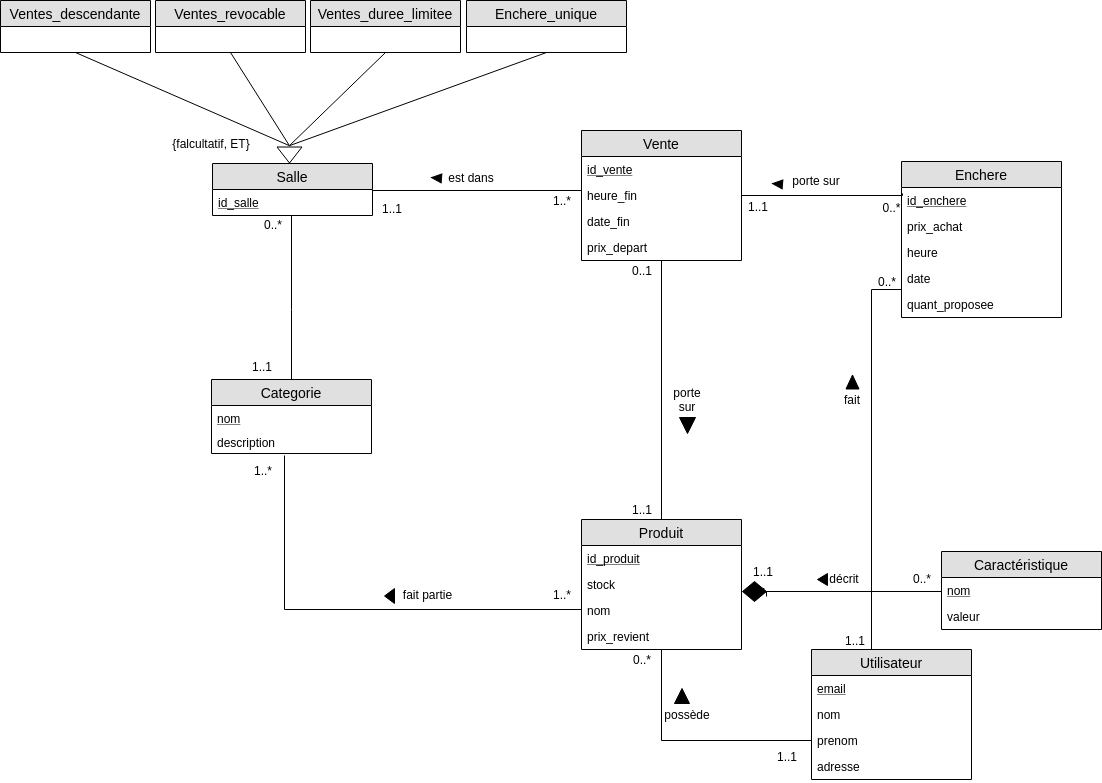 Ventes_descendante
Ventes_revocable
Ventes_duree_limitee
Enchere_unique
{falcultatif, ET}
Salle
id_salle
est dans
1..1
1..*
Vente
id_vente
heure_fin
date_fin
prix_depart
porte sur
1..1
0..*
Enchere
id_enchere
prix_achat
heure
date
quant_proposee
0..*
0..1
0..*
1..1
Categorie
nom
description
1..*
porte
sur
fait
1..1
Produit
id_produit
stock
nom
prix_revient
fait partie
1..*
1..1
décrit
0..*
Caractéristique
nom
valeur
1..1
Utilisateur
email
nom
prenom
adresse
0..*
possède
1..1